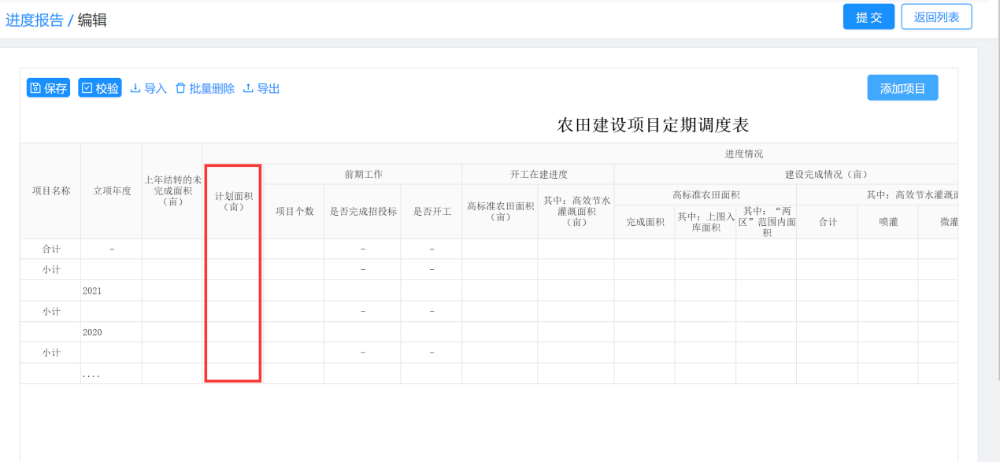 进度报告 / 编辑
提 交
返回列表
保存 校验 导入 批量删除 导出
添加项目
农田建设项目定期调度表
进度情况
前期工作 开工在建进度 建设完成情况（亩）
项目名称 立项年度
上年结转的未
完成面积
（亩）
计划面积
（亩）
项目个数 是否完成招投标 是否开工
高标准农田面积
（亩）
其中：高效节水
灌溉面积
（亩）
高标准农田面积 其中：高效节水灌溉面
完成面积
其中：上图入
库面积
其中：“两
区”范围内面
积
合计 喷灌 微灌
合计 – – –
小计 – –
2021
小计 – –
2020
小计 – –
....